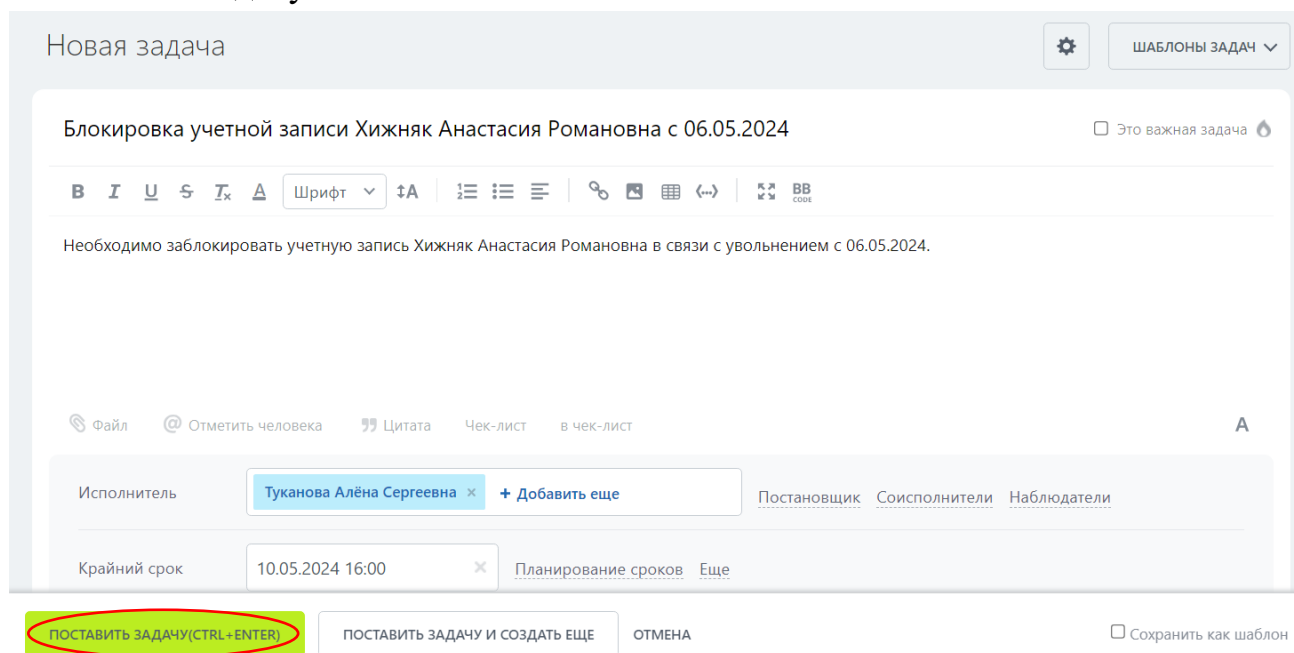 Новая задача
ШАБЛОНЫ ЗАДАЧ
Блокировка учетной записи Хижняк Анастасия Романовна с 06.05.2024
Это важная задача
B I U S Tx A Шрифт A BB CODE
Необходимо заблокировать учетную запись Хижняк Анастасия Романовна в связи с увольнением с 06.05.2024.
Файл @ Отметить человека Цитата Чек-лист в чек-лист A
Исполнитель Туканова Алёна Сергеевна × + Добавить еще Постановщик Соисполнители Наблюдатели
Крайний срок 10.05.2024 16:00 × Планирование сроков Еще
ПОСТАВИТЬ ЗАДАЧУ(CTRL+ENTER) ПОСТАВИТЬ ЗАДАЧУ И СОЗДАТЬ ЕЩЕ ОТМЕНА Сохранить как шаблон